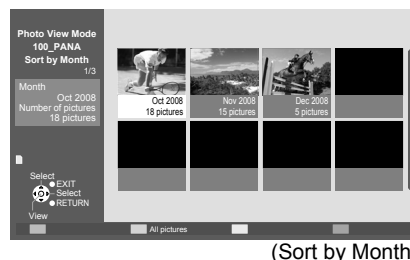 Photo View Mode
100_PANA
Sort by Month
1/3
Month
Oct 2008
Number of pictures
18 pictures
Select
EXIT
Select
RETURN
View
Oct 2008
18 pictures
Nov 2008
15 pictures
Dec 2008
5 pictures
All pictures
(Sort by Month